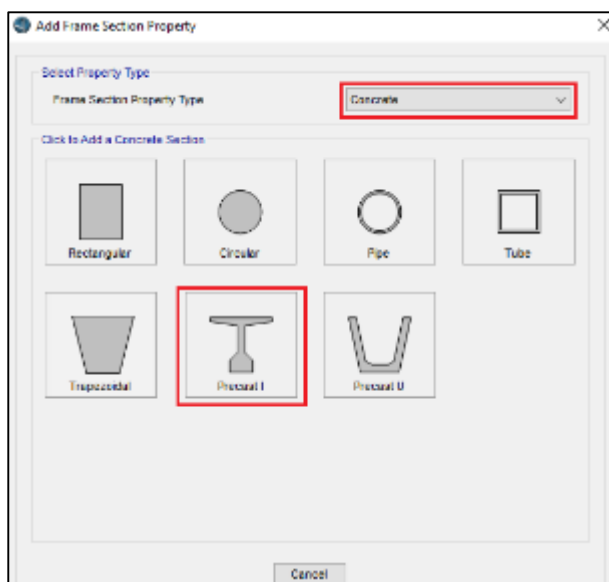 Add Frame Section Property
Select Property Type
Frame Section Property Type
Concrete
Click to Add a Concrete Section
Rectangular
Circular
Pipe
Tube
Trapezoidal
Precast I
Precast U
Cancel